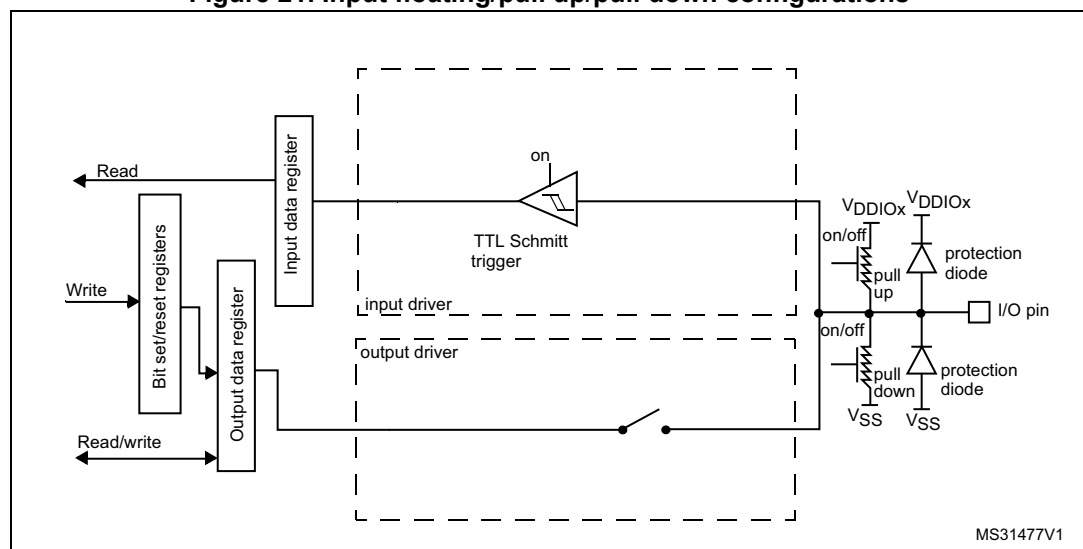 Figure 21. Input floating/pull up/pull down configurations
Read
Bit set/reset registers
Input data register
on
TTL Schmitt
trigger
input driver
VDDIOx
VDDIOx
on/off
pull
up
protection
diode
I/O pin
Write
Output data register
Read/write
output driver
on/off
pull
down
VSS
protection
diode
VSS
MS31477V1